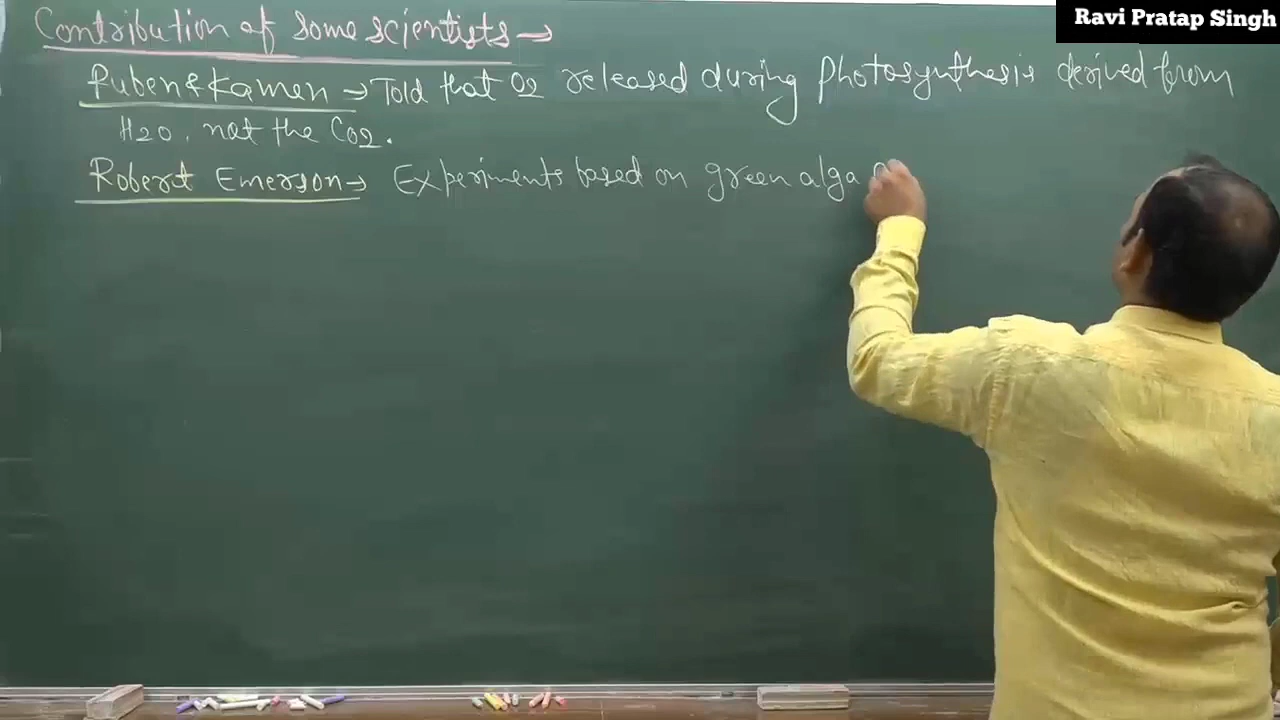 Ravi Pratap Singh
Contribution of Some scientists →
Ruben & Kamen → Told that O2 released during Photosynthesis derived from
H2O, not the CO2.
Robert Emerson → Experiments based on green alga